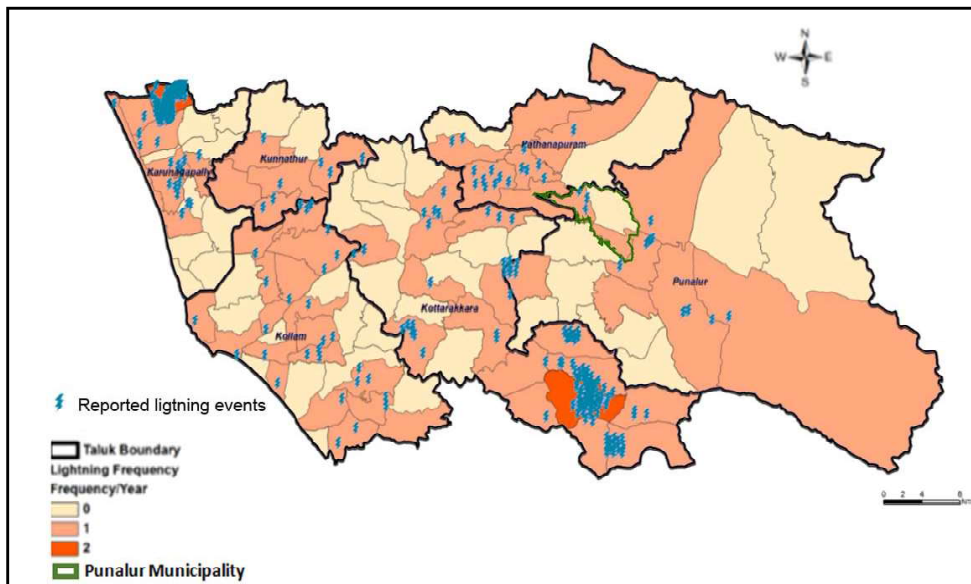 N
W E
S
Pathanapuram
Kunnathur
Karunagapally
Punalur
Kottarakkara
Kollam
Reported ligtning events
Taluk Boundary
Lightning Frequency
Frequency/Year
0
1
2
Punalur Municipality
0 2 4 8
Km